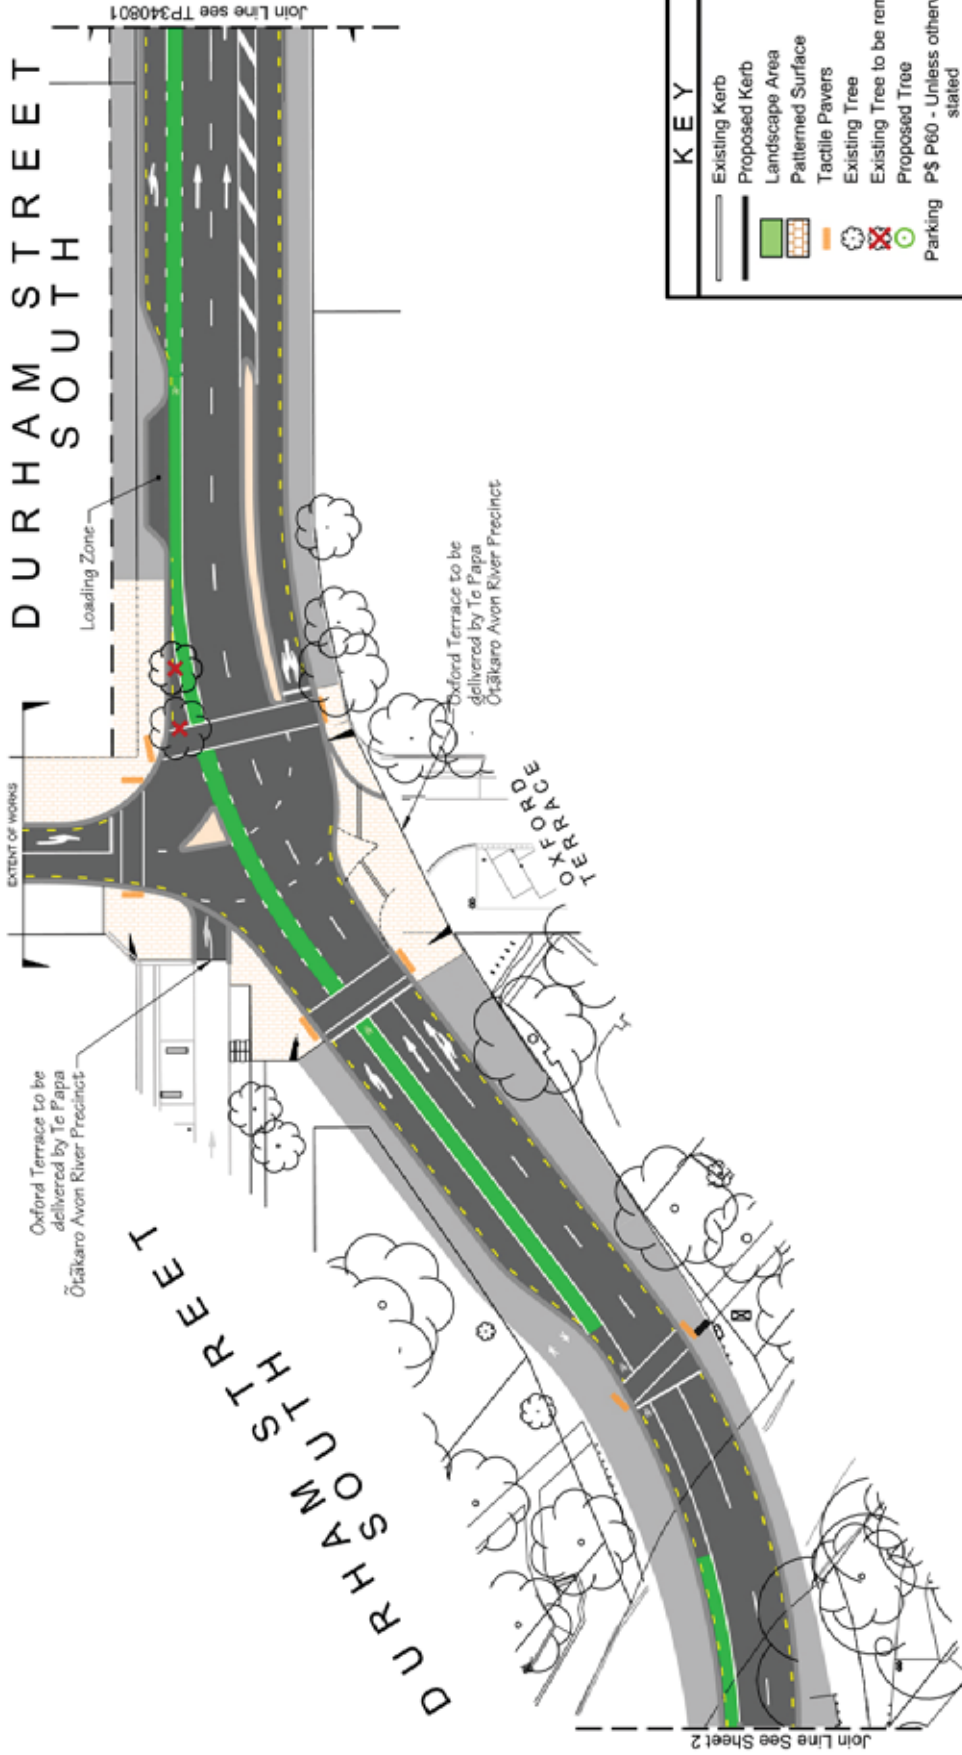 DURHAM STREET
SOUTH
Join Line see TP340801
Loading Zone
EXTENT OF WORKS
Oxford Terrace to be
delivered by Te Papa
Ōtākaro Avon River Precinct
OXFORD
TERRACE
Oxford Terrace to be
delivered by Te Papa
Ōtākaro Avon River Precinct
DURHAM STREET
SOUTH
Join Line See Sheet 2
KEY
Existing Kerb
Proposed Kerb
Landscape Area
Patterned Surface
Tactile Pavers
Existing Tree
Existing Tree to be
Proposed Tree
Parking P$ P60 - Unless
stated